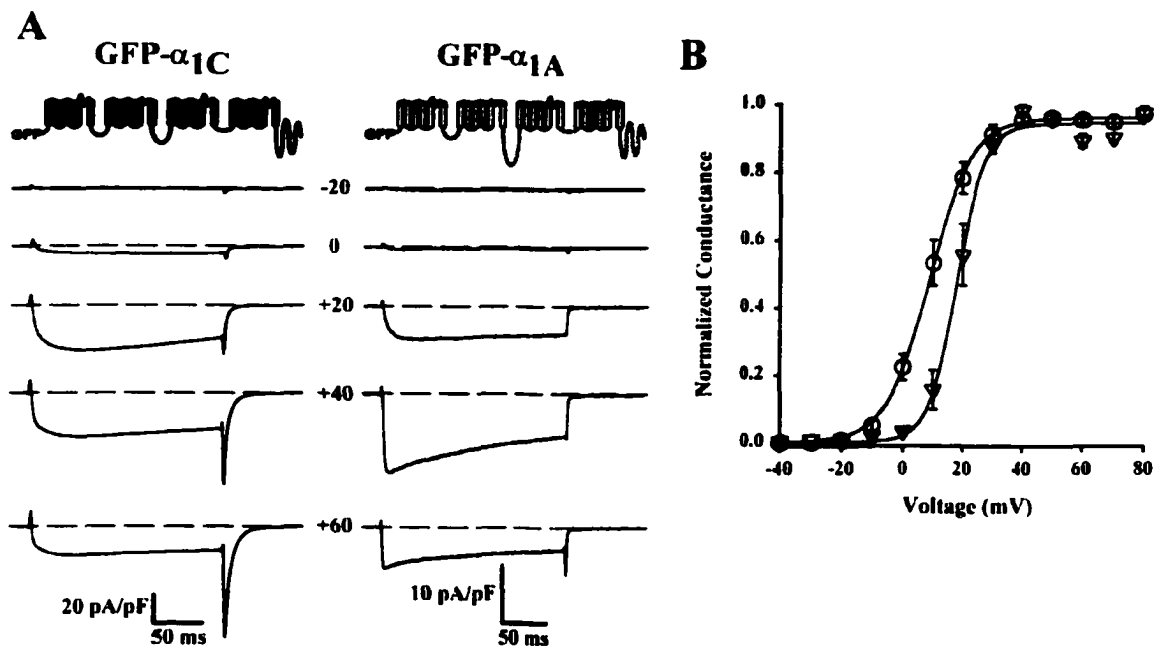 A
GFP-α1C
GFP-α1A
GFP
GFP
-20
0
+20
+40
+60
20 pA/pF
50 ms
10 pA/pF
50 ms
B
Normalized Conductance
1.0
0.8
0.6
0.4
0.2
0.0
-40 -20 0 20 40 60 80
Voltage (mV)